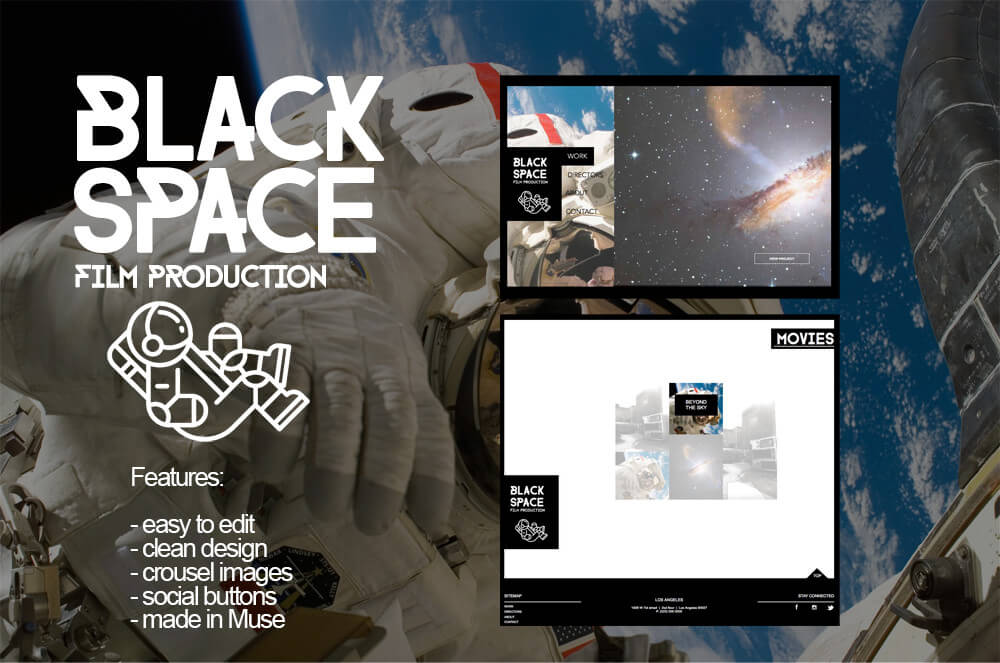 BLACK
SPACE
FILM PRODUCTION
Features:
- easy to edit
- clean design
- crousel images
- social buttons
- made in Muse
BLACK
SPACE
FILM PRODUCTION
WORK
DIRECTORS
ABOUT
CONTACT
VIEW PROJECT
MOVIES
BEYOND
THE SKY
BLACK
SPACE
FILM PRODUCTION
TOP
SITEMAP
WORK
DIRECTORS
ABOUT
CONTACT
LOS ANGELES
STAY CONNECTED